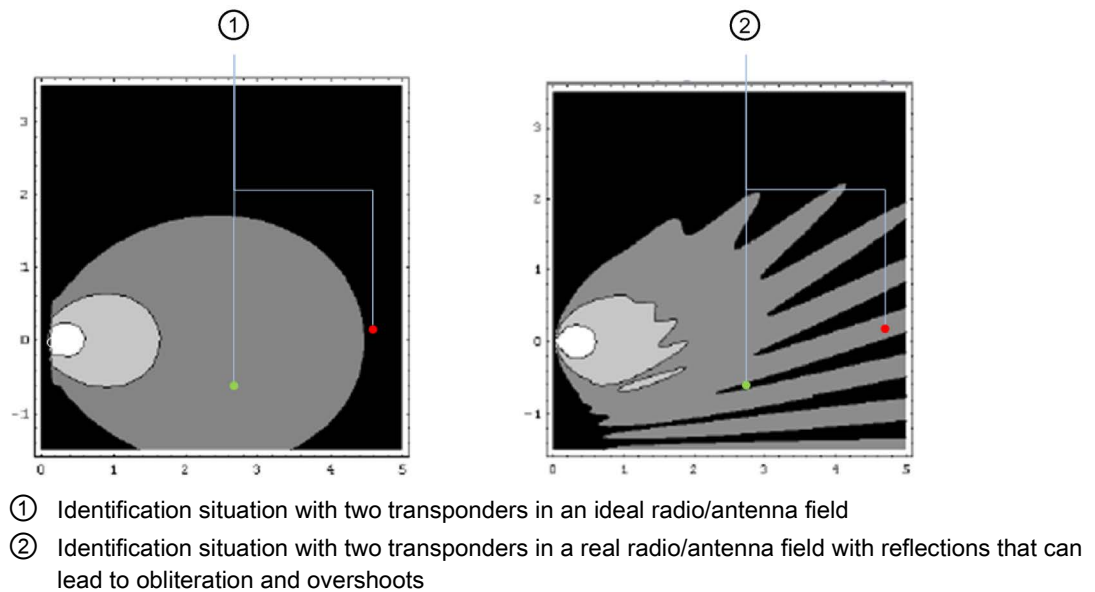 ① ②
3 3
2 2
1 1
0 0
-1 -1
0 1 2 3 4 5 0 1 2 3 4 5
① Identification situation with two transponders in an ideal radio/antenna field
② Identification situation with two transponders in a real radio/antenna field with reflections that can
lead to obliteration and overshoots